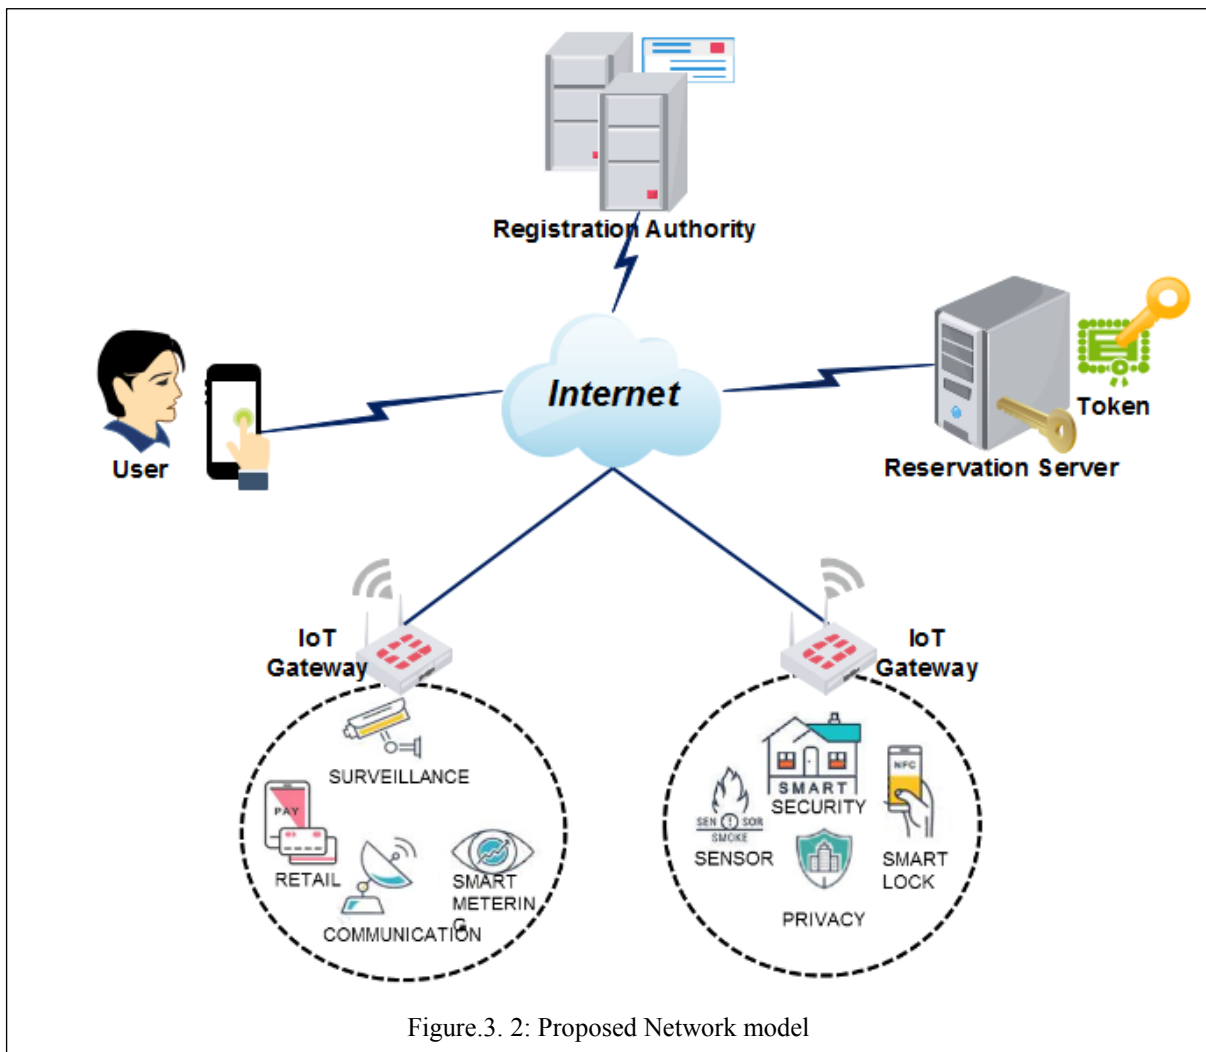 Registration Authority
Internet
User
Token
Reservation Server
IoT
Gateway
IoT
Gateway
SURVEILLANCE
PAY
RETAIL
SMART
METERIN
G
COMMUNICATION
SMART
SECURITY
NFC
SEN SOR
SMOKE
SENSOR
SMART
LOCK
PRIVACY
Figure.3. 2: Proposed Network model